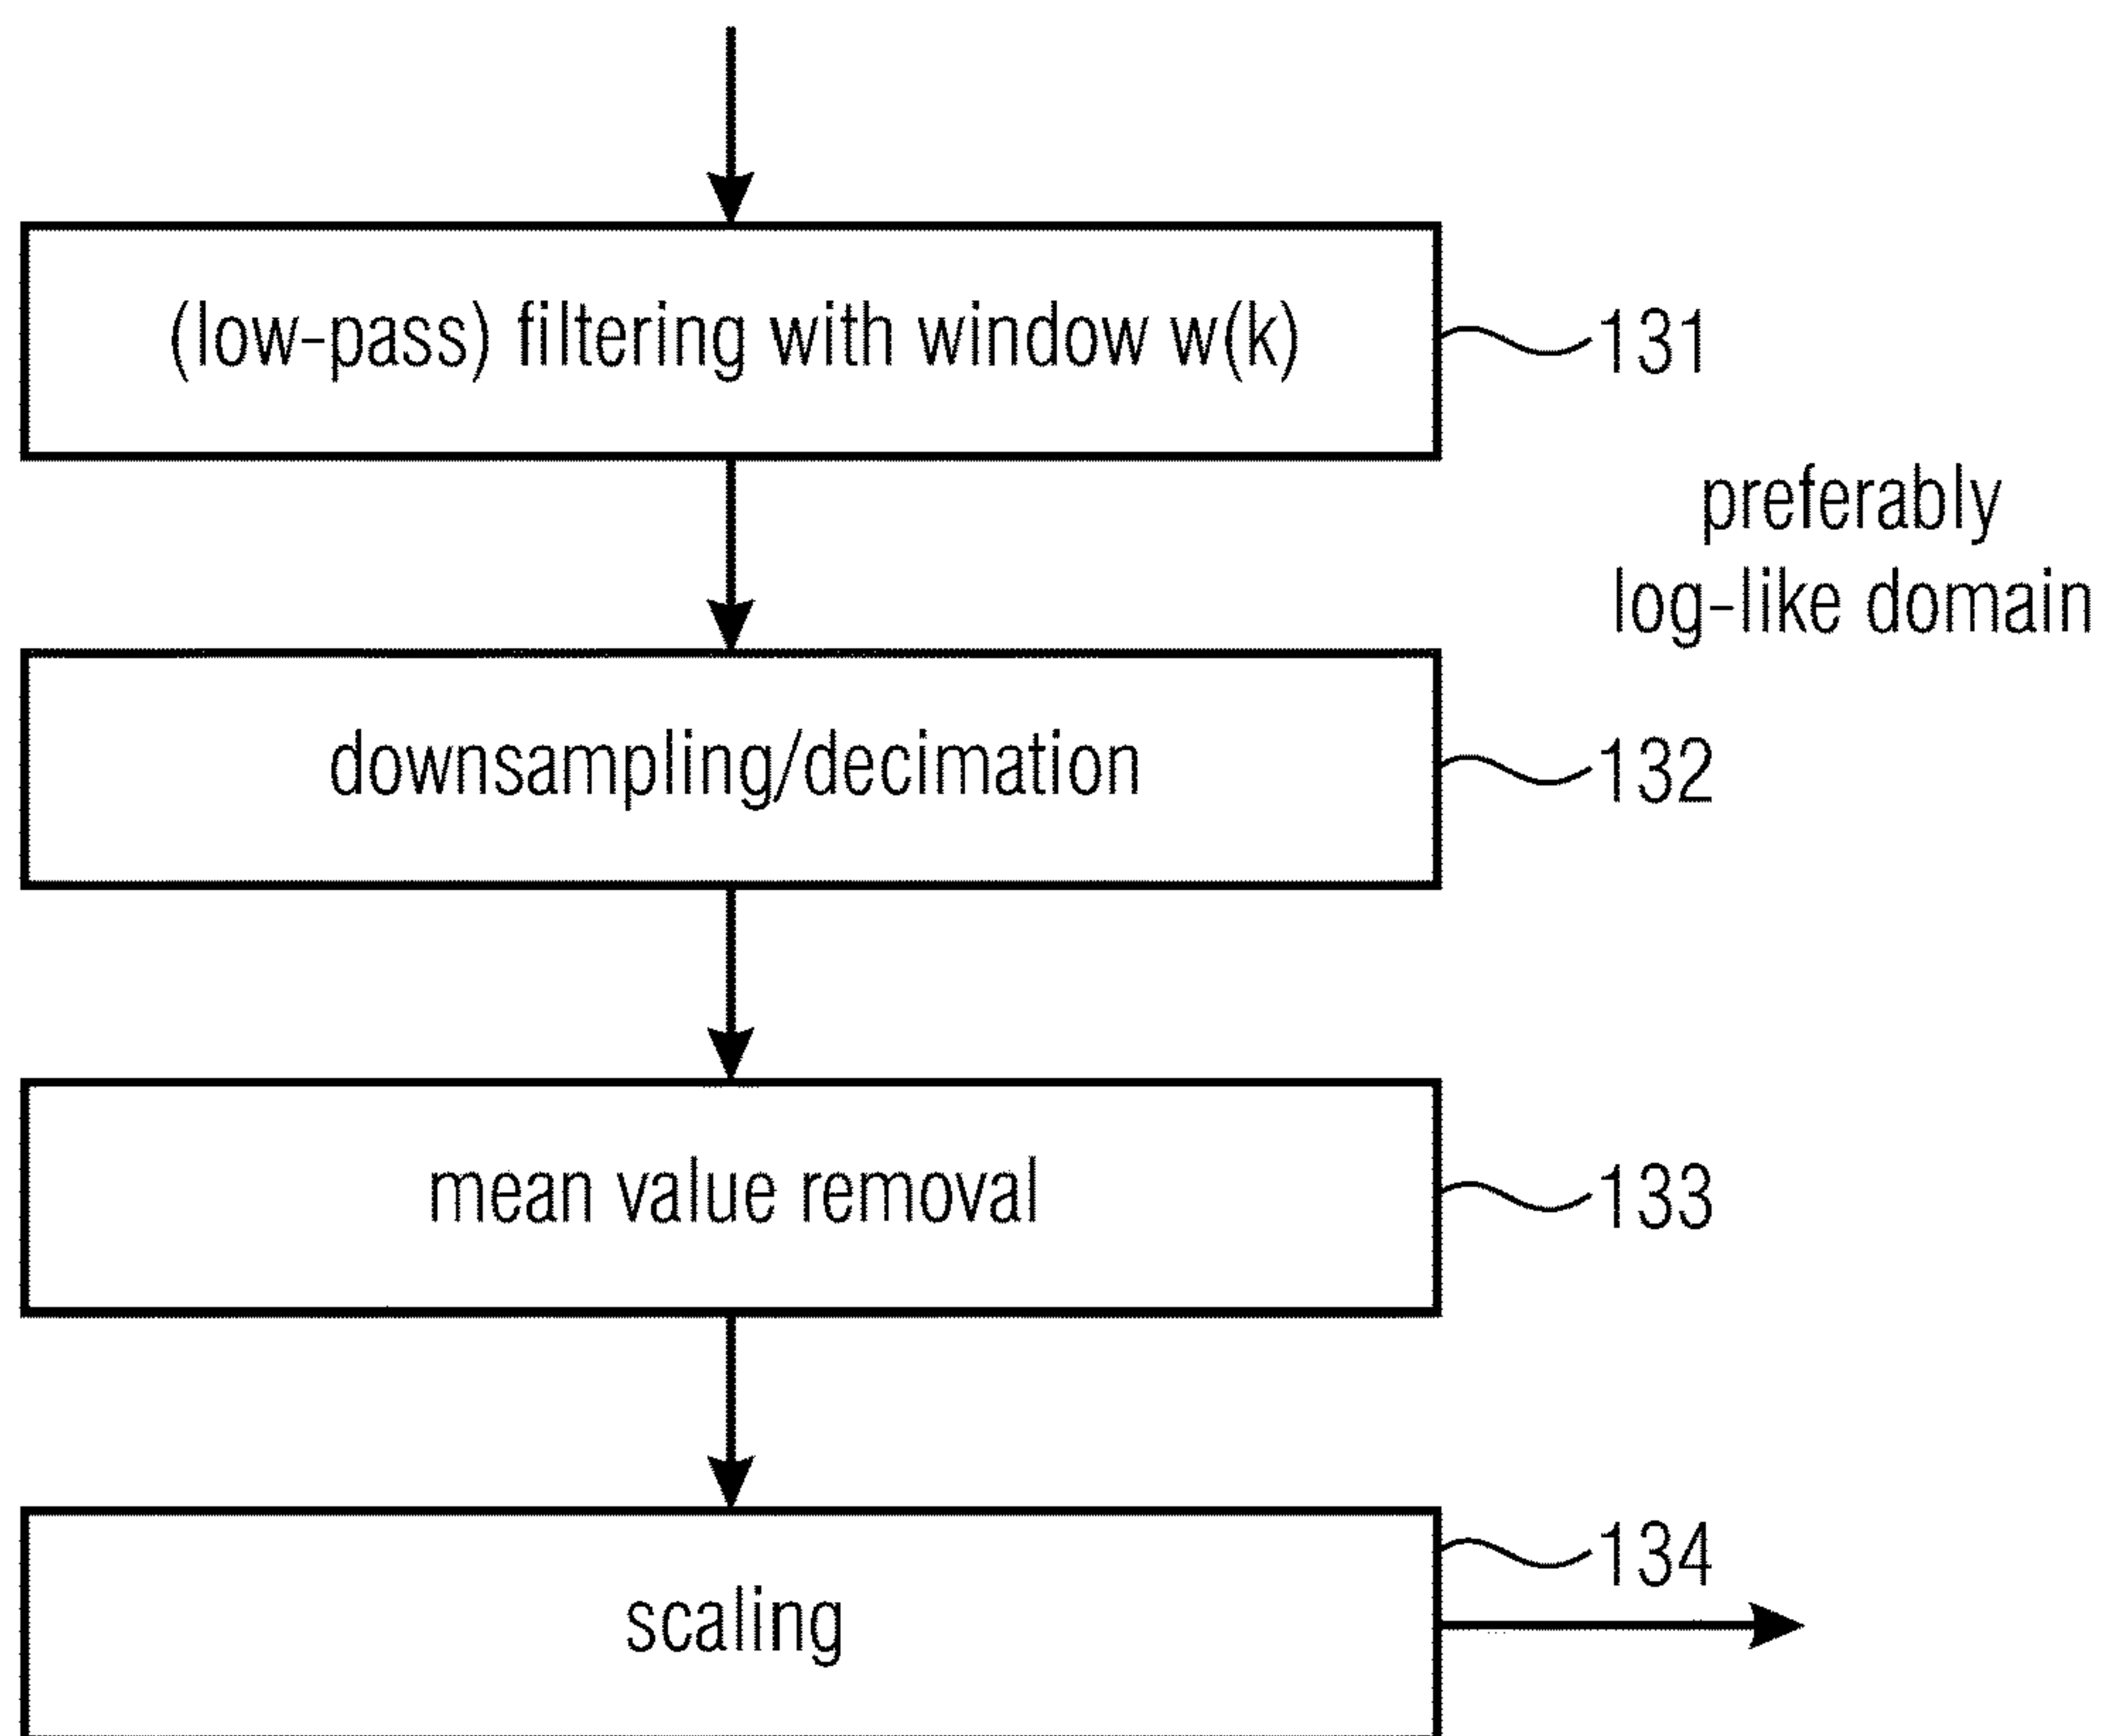 (low-pass) filtering with window w(k)
131
preferably
log-like domain
downsampling/decimation
132
mean value removal
133
scaling
134